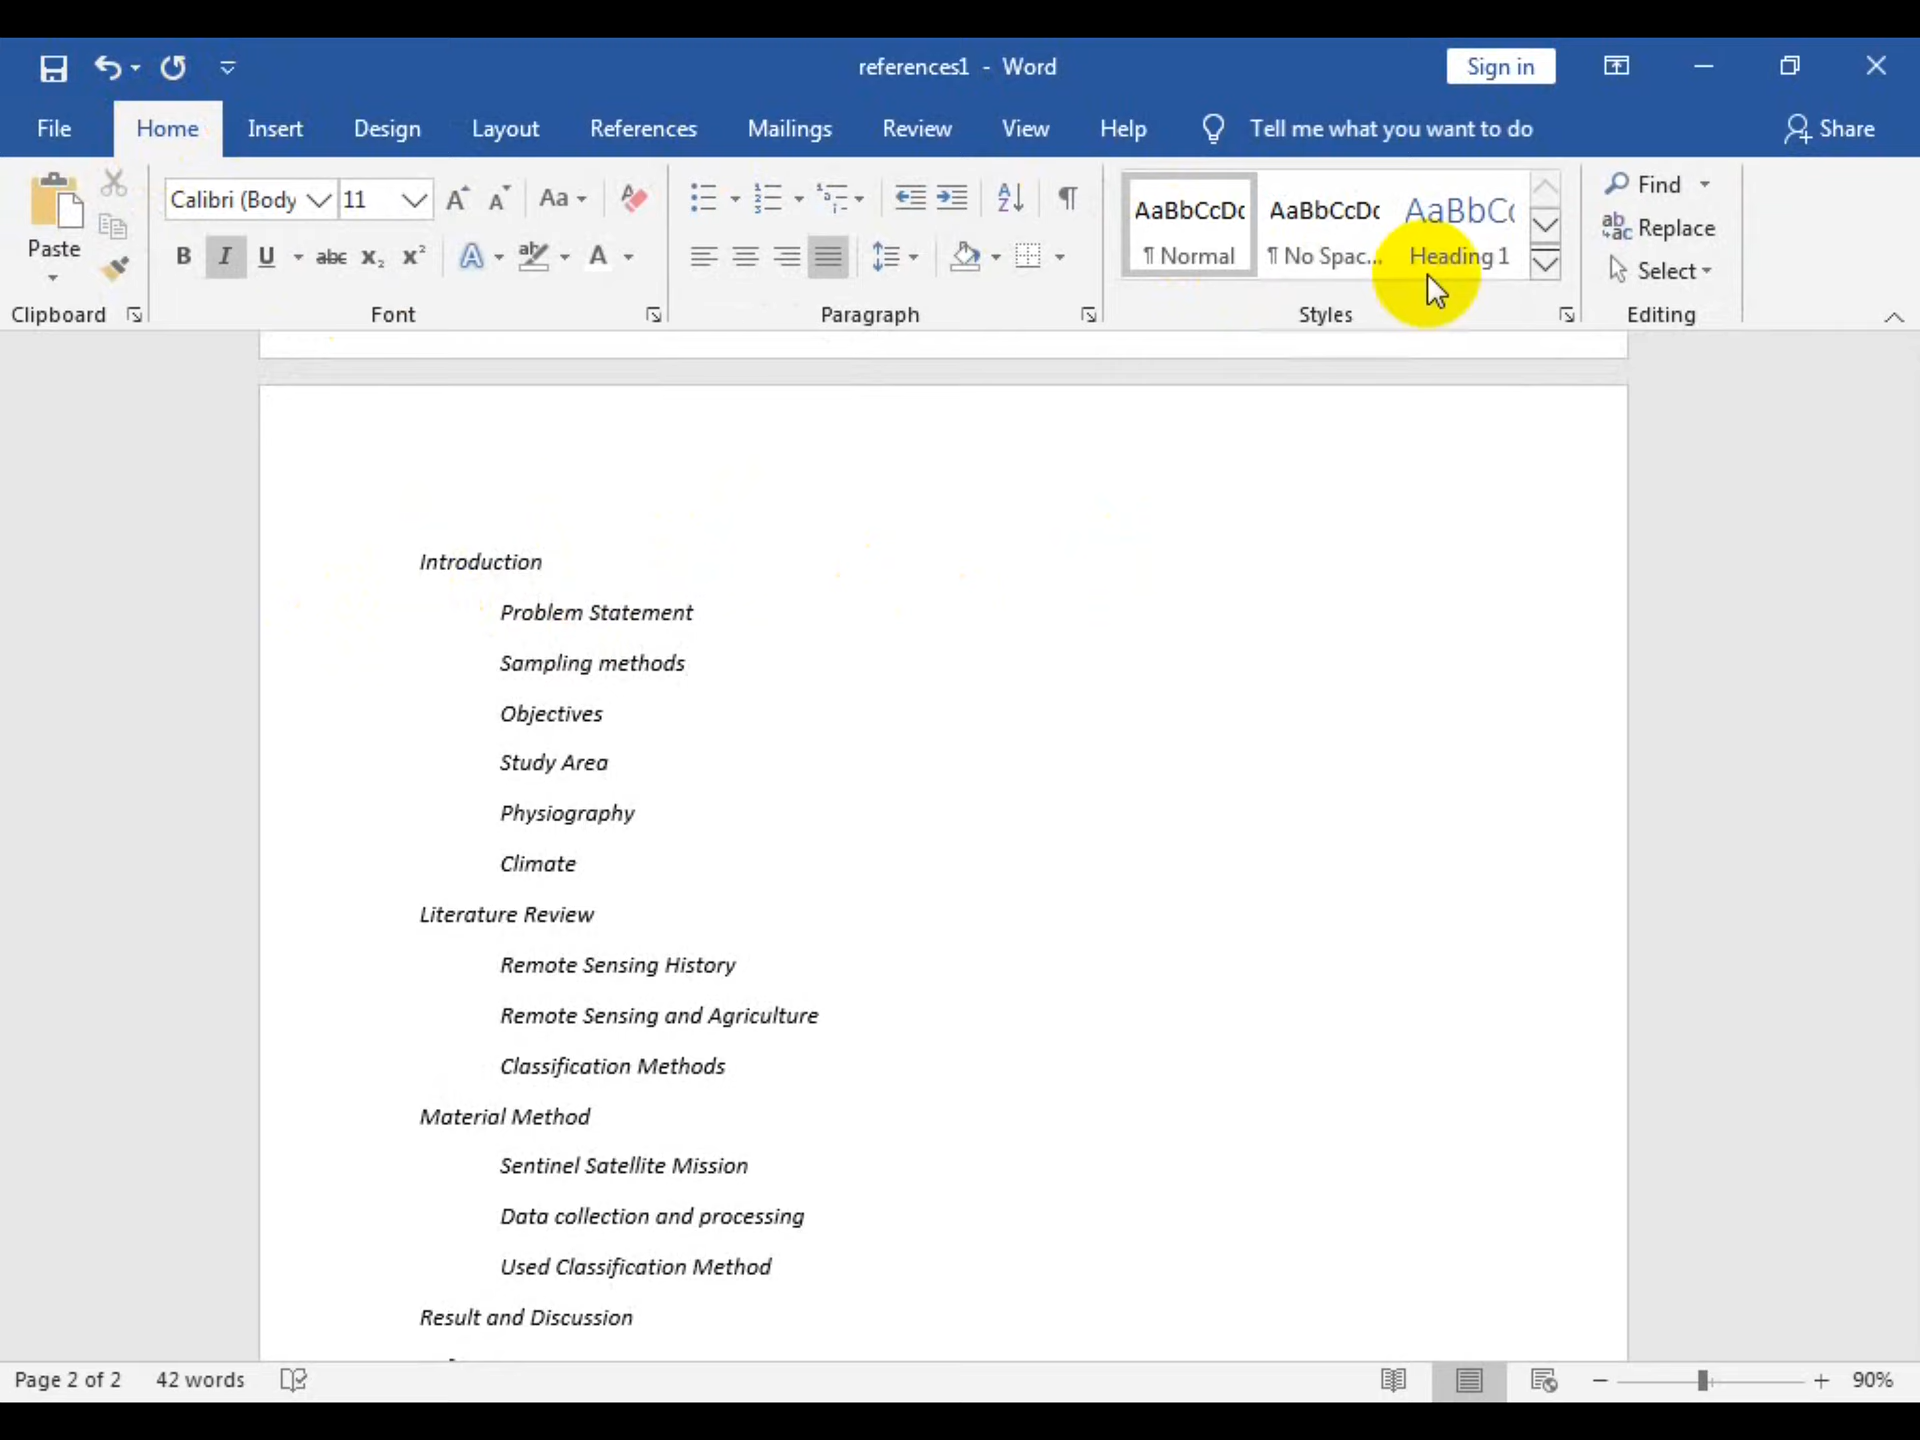 references1 - Word
Sign in
File Home Insert Design Layout References Mailings Review View Help Tell me what you want to do Share
Paste
Calibri (Body 11 Aa
B I U abc x₂ x² A ab A
AaBbCcDc AaBbCcDc AaBbCc
¶ Normal ¶ No Spac... Heading 1
Find
Replace
Select
Clipboard Font Paragraph Styles Editing
Introduction
Problem Statement
Sampling methods
Objectives
Study Area
Physiography
Climate
Literature Review
Remote Sensing History
Remote Sensing and Agriculture
Classification Methods
Material Method
Sentinel Satellite Mission
Data collection and processing
Used Classification Method
Result and Discussion
Page 2 of 2 42 words 90%